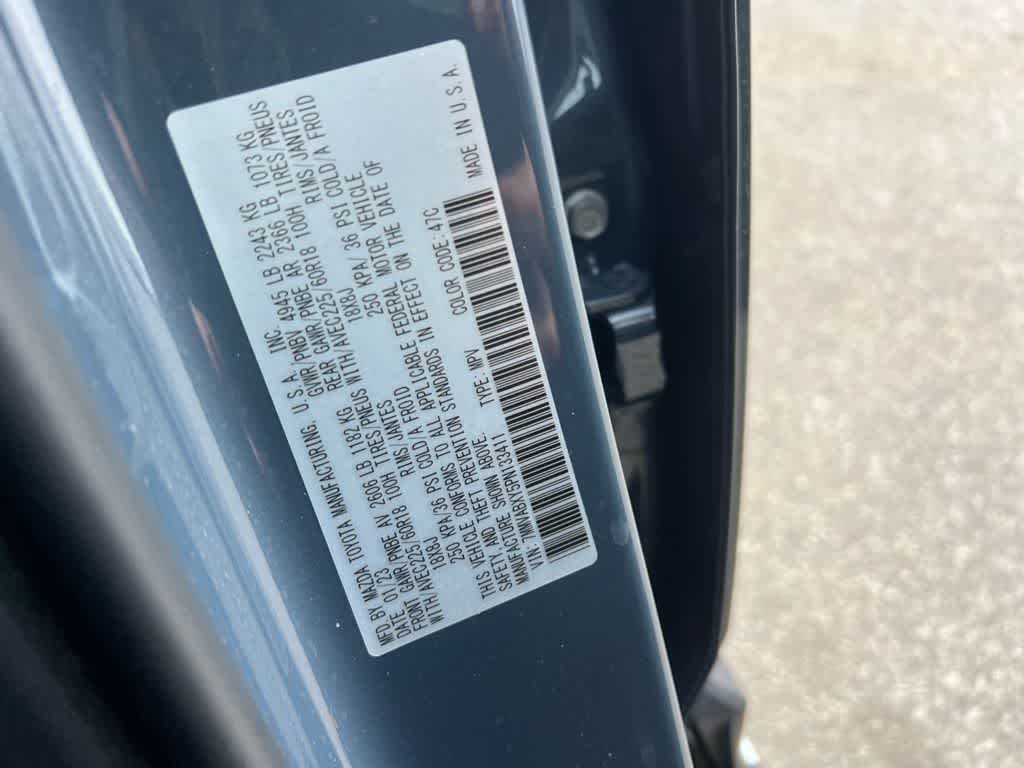 MFD BY MAZDA TOYOTA MANUFACTURING, U.S.A., INC.
DATE: 01/23 GVWR/PNBV 4945 LB 2243 KG
FRONT GAWR/PNBE AV 2606 LB 1182 KG REAR GAWR/PNBE AR 2366 LB 1073 KG
WITH/AVEC225/60R18 100H TIRES/PNEUS WITH/AVEC225/60R18 100H TIRES/PNEUS
18X8J RINS/JANTES 18X8J RINS/JANTES
250 KPA/36 PSI COLD/A FROID 250 KPA/ 36 PSI COLD/A FROID
THIS VEHICLE CONFORMS TO ALL APPLICABLE FEDERAL MOTOR VEHICLE
SAFETY AND THEFT PREVENTION STANDARDS IN EFFECT ON THE DATE OF
MANUFACTURE SHOWN ABOVE.
VIN: TYPE: MPV COLOR CODE: 47C MADE IN U.S.A.